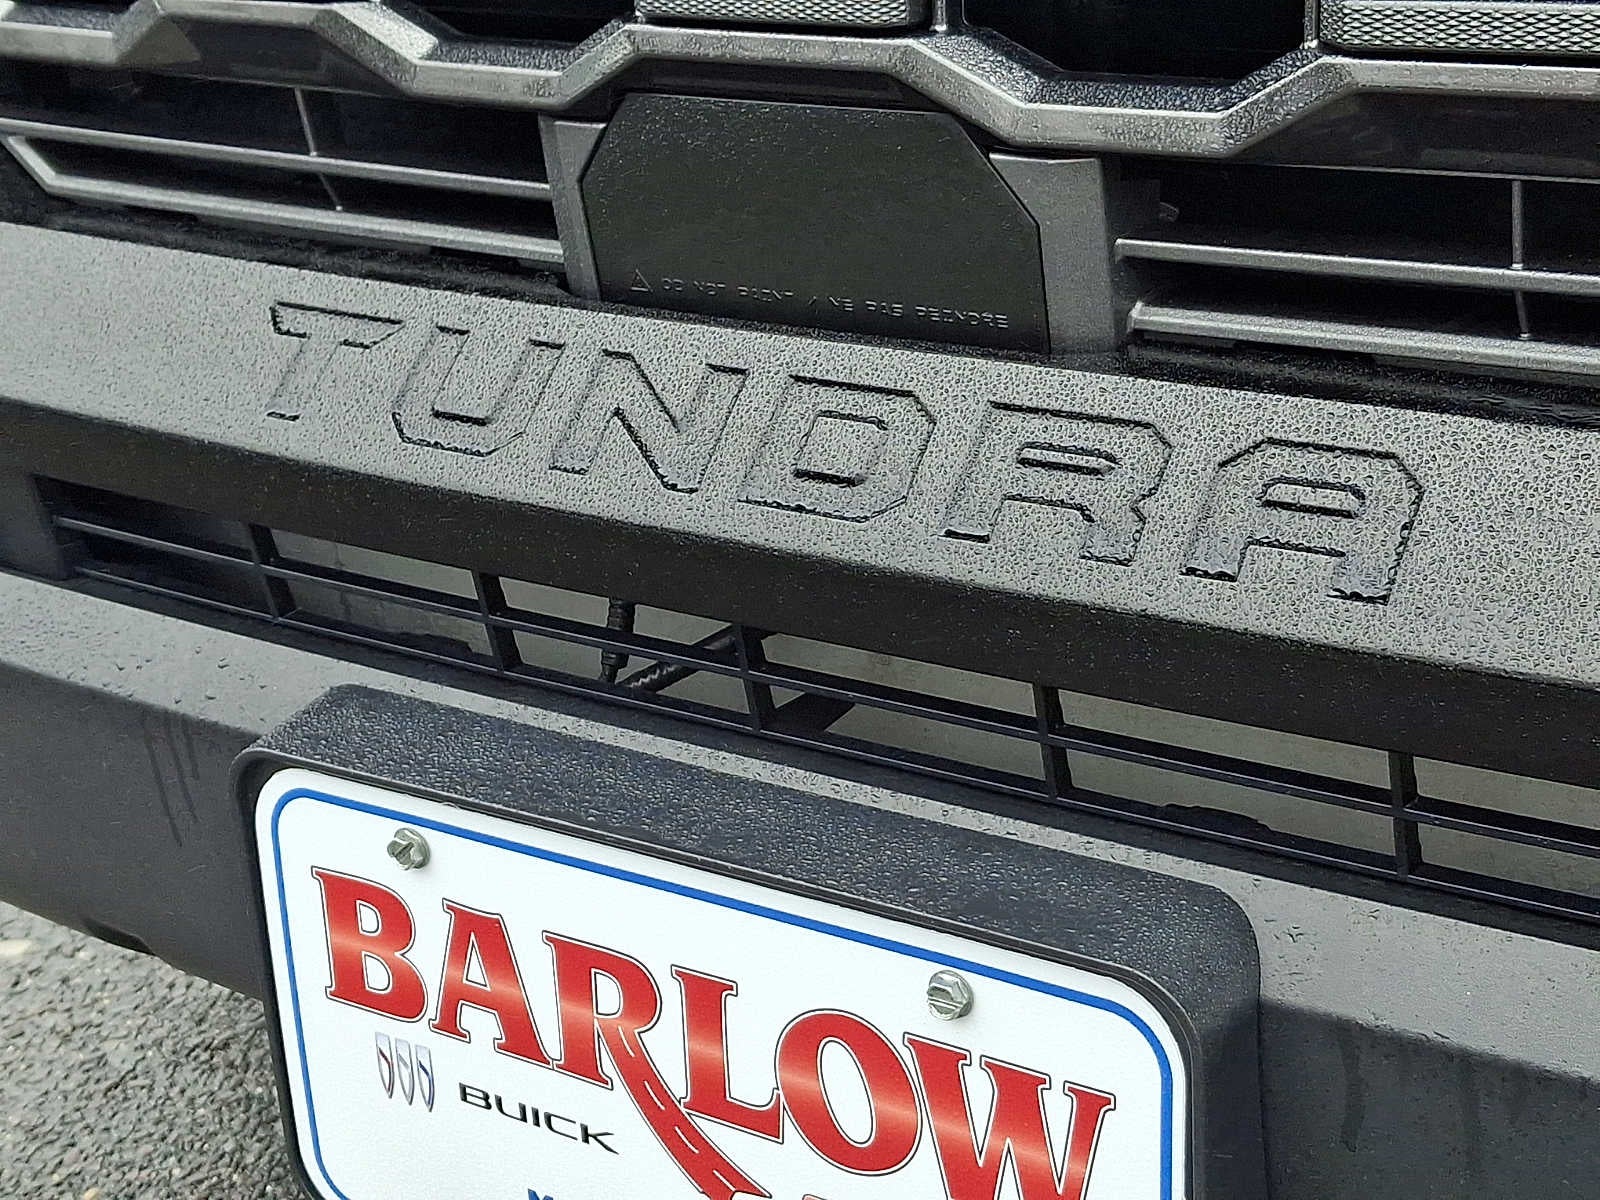 ⚠ DO NOT PAINT / NE PAS PEINDRE
TUNDRA
BARLOW
BUICK